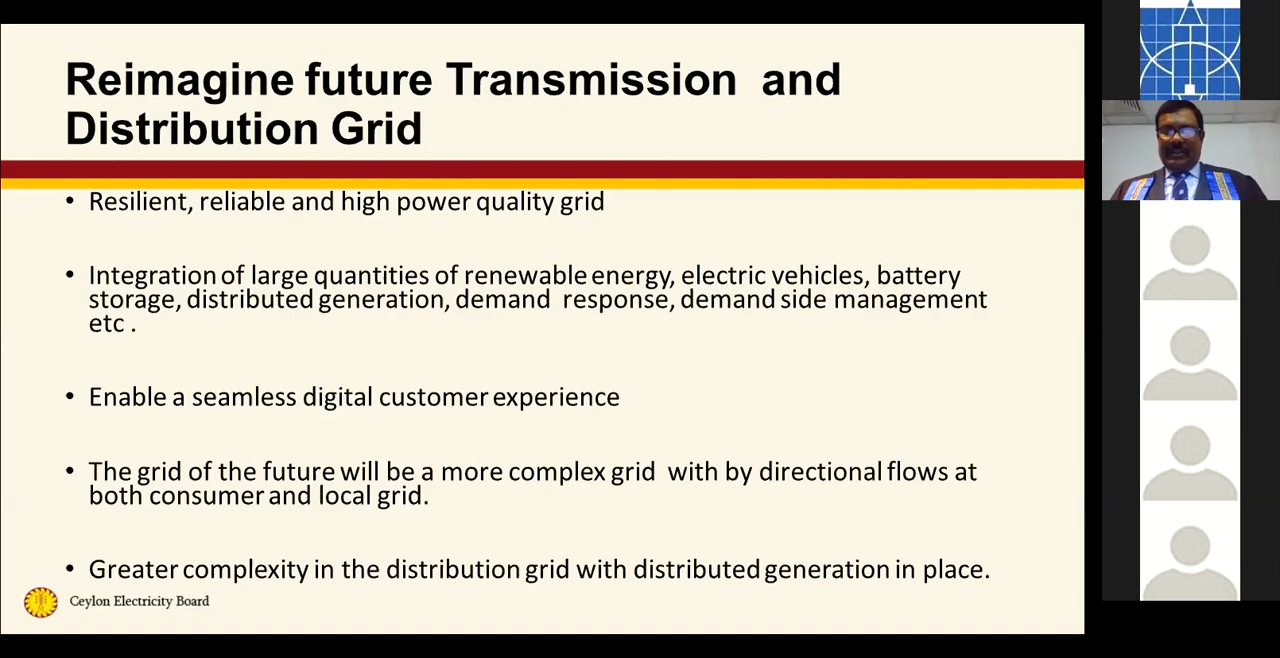 Reimagine future Transmission and
Distribution Grid
• Resilient, reliable and high power quality grid
• Integration of large quantities of renewable energy, electric vehicles, battery
storage, distributed generation, demand response, demand side management
etc .
• Enable a seamless digital customer experience
• The grid of the future will be a more complex grid with by directional flows at
both consumer and local grid.
• Greater complexity in the distribution grid with distributed generation in place.
Ceylon Electricity Board